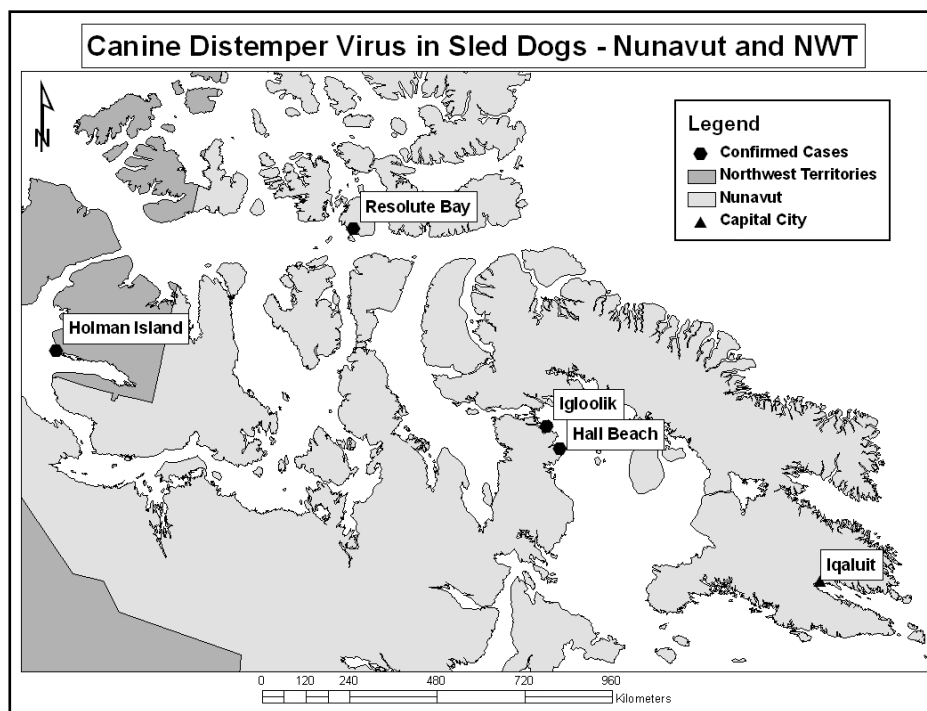 Canine Distemper Virus in Sled Dogs - Nunavut and NWT
N
Legend
Confirmed Cases
Northwest Territories
Nunavut
Capital City
Resolute Bay
Holman Island
Igloolik
Hall Beach
Iqaluit
0 120 240 480 720 960
Kilometers